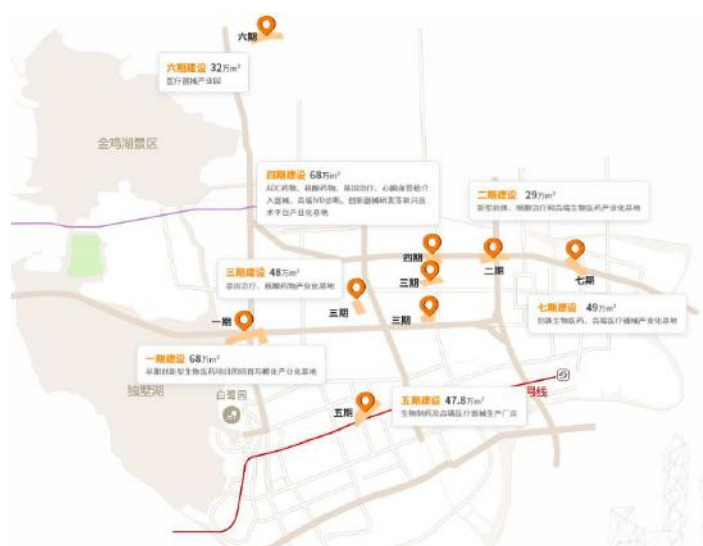 六期
六期建设 32万m²
医疗器械产业园
金鸡湖景区
四期建设 68万m²
ADC药物、核酸药物、基因治疗、心脑血管植介
入器械、高端IVD诊断、创新器械研发等新兴技
术平台产业化基地
二期建设 29万m²
新型抗体、细胞治疗和高端生物医药产业化基地
四期
二期
七期
三期建设 48万m²
基因治疗、核酸药物产业化基地
三期
三期
三期
七期建设 49万m²
创新生物医药、高端医疗器械产业化基地
一期
一期建设 68万m²
早期创新型生物医药项目的培育与孵化产业化基地
独墅湖
白鹭园
五期
五期建设 47.8万m²
生物制药及高端医疗器械生产厂房
号线